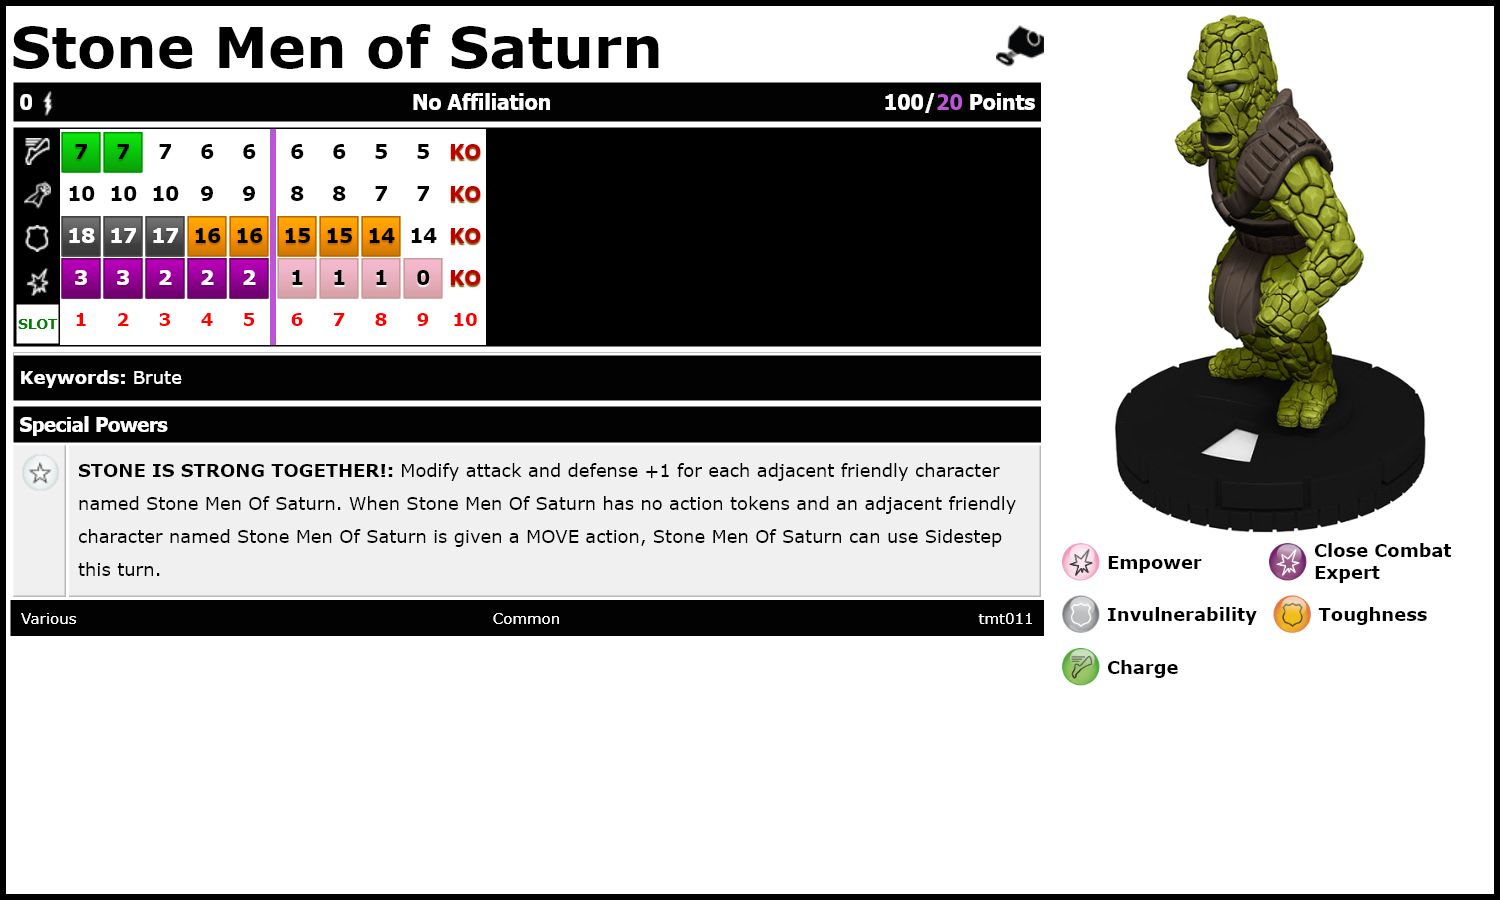 Stone Men of Saturn
0 No Affiliation 100/20 Points
7 7 7 6 6 6 6 5 5 KO
10 10 10 9 9 8 8 7 7 KO
18 17 17 16 16 15 15 14 14 KO
3 3 2 2 2 1 1 1 0 KO
SLOT 1 2 3 4 5 6 7 8 9 10
Keywords: Brute
Special Powers
STONE IS STRONG TOGETHER!: Modify attack and defense +1 for each adjacent friendly character
named Stone Men Of Saturn. When Stone Men Of Saturn has no action tokens and an adjacent friendly
character named Stone Men Of Saturn is given a MOVE action, Stone Men Of Saturn can use Sidestep
this turn.
Various Common tmt011
Empower
Close Combat
Expert
Invulnerability
Toughness
Charge